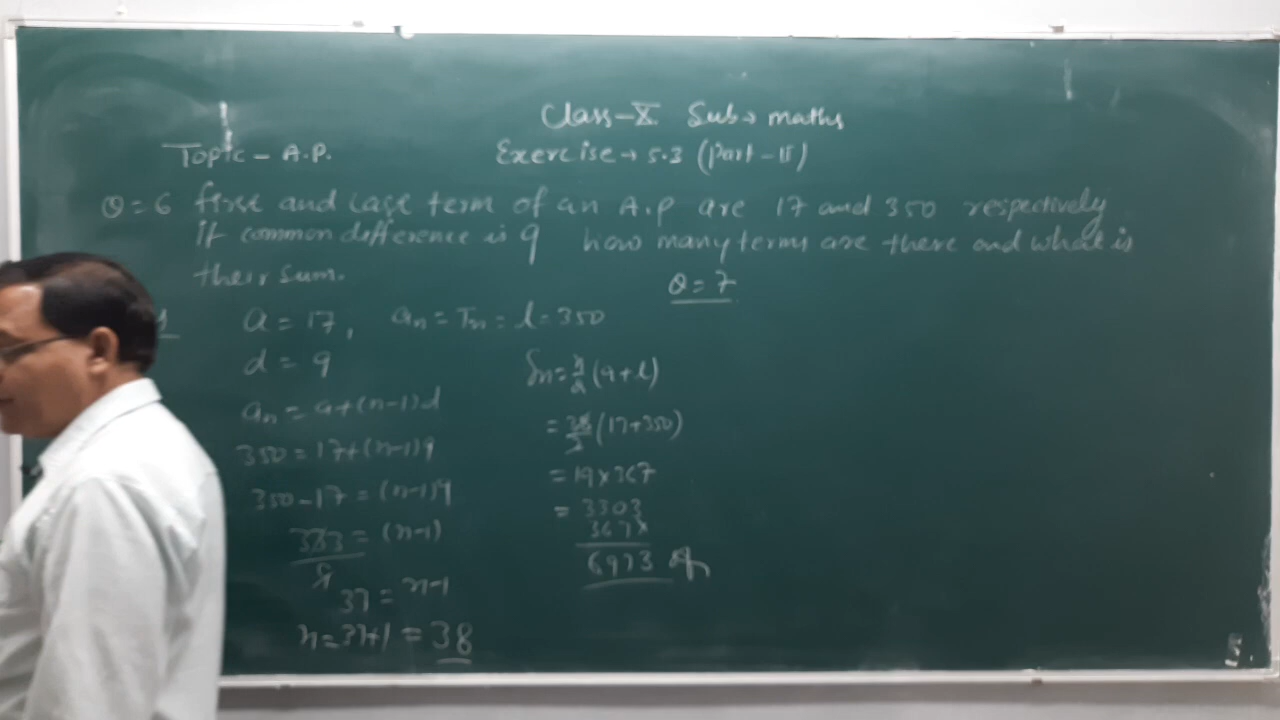 Class-X Sub→ maths
Topic - A.P.
Exercise → 5.3 (Part-II)
Q=6 first and last term of an A.P are 17 and 350 respectively
If common difference is 9 how many terms are there and what is
their sum.
Q=7
a = 17, an = Tn = l = 350
d = 9
an = a+(n-1)d
350 = 17+(n-1)9
350-17 = (n-1)9
333/9 = (n-1)
37 = n-1
n=37+1 = 38
Sn = n/2 (a+l)
= 38/2 (17+350)
= 19×367
= 3303
367×
6973